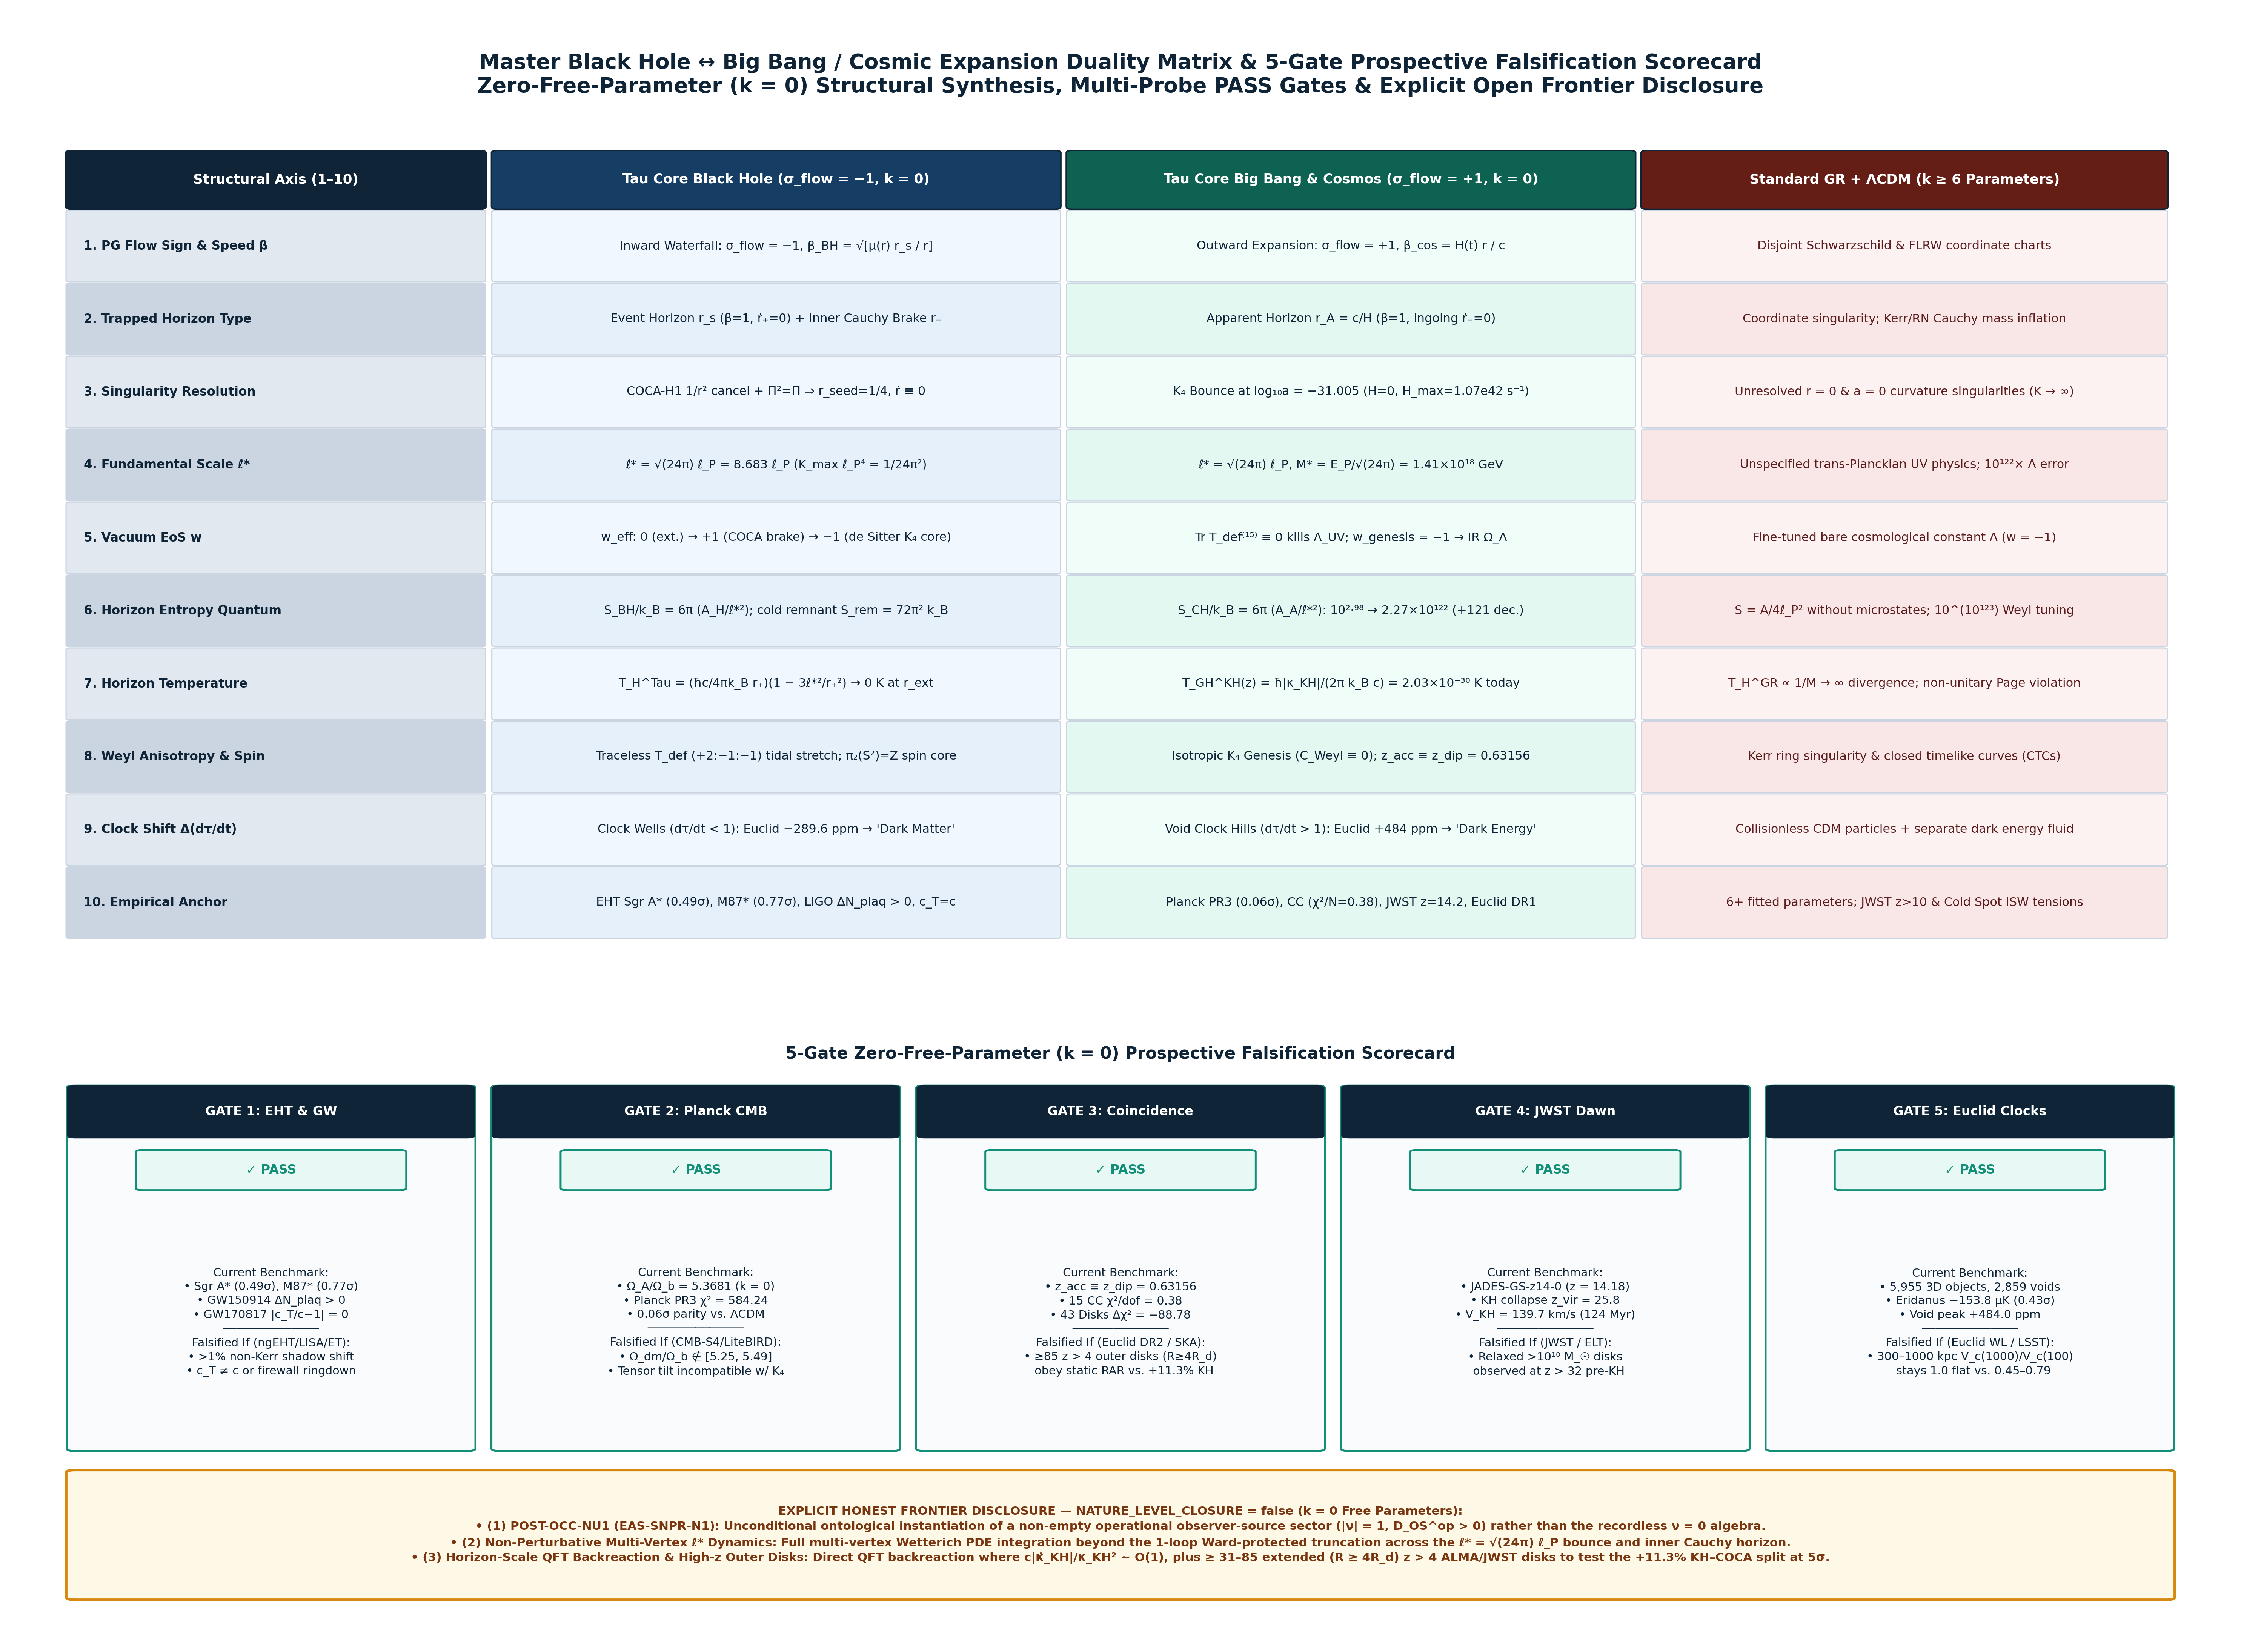 Master Black Hole ↔ Big Bang / Cosmic Expansion Duality Matrix & 5-Gate Prospective Falsification Scorecard
Zero-Free-Parameter (k = 0) Structural Synthesis, Multi-Probe PASS Gates & Explicit Open Frontier Disclosure
Structural Axis (1–10)
Tau Core Black Hole (σ_flow = −1, k = 0)
Tau Core Big Bang & Cosmos (σ_flow = +1, k = 0)
Standard GR + ΛCDM (k ≥ 6 Parameters)
1. PG Flow Sign & Speed β
Inward Waterfall: σ_flow = −1, β_BH = √[μ(r) r_s / r]
Outward Expansion: σ_flow = +1, β_cos = H(t) r / c
Disjoint Schwarzschild & FLRW coordinate charts
2. Trapped Horizon Type
Event Horizon r_s (β=1, ṙ₊=0) + Inner Cauchy Brake r₋
Apparent Horizon r_A = c/H (β=1, ingoing ṙ₋=0)
Coordinate singularity; Kerr/RN Cauchy mass inflation
3. Singularity Resolution
COCA-H1 1/r² cancel + Π²=Π ⇒ r_seed=1/4, ṙ ≡ 0
K₄ Bounce at log₁₀a = −31.005 (H=0, H_max=1.07e42 s⁻¹)
Unresolved r = 0 & a = 0 curvature singularities (K → ∞)
4. Fundamental Scale ℓ*
ℓ* = √(24π) ℓ_P = 8.683 ℓ_P (K_max ℓ_P⁴ = 1/24π²)
ℓ* = √(24π) ℓ_P, M* = E_P/√(24π) = 1.41×10¹⁸ GeV
Unspecified trans-Planckian UV physics; 10¹²²× Λ error
5. Vacuum EoS w
w_eff: 0 (ext.) → +1 (COCA brake) → −1 (de Sitter K₄ core)
Tr T_def⁽¹⁵⁾ ≡ 0 kills Λ_UV; w_genesis = −1 → IR Ω_Λ
Fine-tuned bare cosmological constant Λ (w = −1)
6. Horizon Entropy Quantum
S_BH/k_B = 6π (A_H/ℓ*²); cold remnant S_rem = 72π² k_B
S_CH/k_B = 6π (A_A/ℓ*²): 10²·⁹⁸ → 2.27×10¹²² (+121 dec.)
S = A/4ℓ_P² without microstates; 10^(10¹²³) Weyl tuning
7. Horizon Temperature
T_H^Tau = (ħc/4πk_B r₊)(1 − 3ℓ*²/r₊²) → 0 K at r_ext
T_GH^KH(z) = ħ|κ_KH|/(2π k_B c) = 2.03×10⁻³⁰ K today
T_H^GR ∝ 1/M → ∞ divergence; non-unitary Page violation
8. Weyl Anisotropy & Spin
Traceless T_def (+2:−1:−1) tidal stretch; π₂(S²)=Z spin core
Isotropic K₄ Genesis (C_Weyl ≡ 0); z_acc ≡ z_dip = 0.63156
Kerr ring singularity & closed timelike curves (CTCs)
9. Clock Shift Δ(dτ/dt)
Clock Wells (dτ/dt < 1): Euclid −289.6 ppm → 'Dark Matter'
Void Clock Hills (dτ/dt > 1): Euclid +484 ppm → 'Dark Energy'
Collisionless CDM particles + separate dark energy fluid
10. Empirical Anchor
EHT Sgr A* (0.49σ), M87* (0.77σ), LIGO ΔN_plaq > 0, c_T=c
Planck PR3 (0.06σ), CC (χ²/N=0.38), JWST z=14.2, Euclid DR1
6+ fitted parameters; JWST z>10 & Cold Spot ISW tensions
5-Gate Zero-Free-Parameter (k = 0) Prospective Falsification Scorecard
GATE 1: EHT & GW
✓ PASS
Current Benchmark:
• Sgr A* (0.49σ), M87* (0.77σ)
• GW150914 ΔN_plaq > 0
• GW170817 |c_T/c−1| = 0
Falsified If (ngEHT/LISA/ET):
• >1% non-Kerr shadow shift
• c_T ≠ c or firewall ringdown
GATE 2: Planck CMB
✓ PASS
Current Benchmark:
• Ω_A/Ω_b = 5.3681 (k = 0)
• Planck PR3 χ² = 584.24
• 0.06σ parity vs. ΛCDM
Falsified If (CMB-S4/LiteBIRD):
• Ω_dm/Ω_b ∉ [5.25, 5.49]
• Tensor tilt incompatible w/ K₄
GATE 3: Coincidence
✓ PASS
Current Benchmark:
• z_acc ≡ z_dip = 0.63156
• 15 CC χ²/dof = 0.38
• 43 Disks Δχ² = −88.78
Falsified If (Euclid DR2 / SKA):
• ≥85 z > 4 outer disks (R≥4R_d)
obey static RAR vs. +11.3% KH
GATE 4: JWST Dawn
✓ PASS
Current Benchmark:
• JADES-GS-z14-0 (z = 14.18)
• KH collapse z_vir = 25.8
• V_KH = 139.7 km/s (124 Myr)
Falsified If (JWST / ELT):
• Relaxed >10¹⁰ M_☉ disks
observed at z > 32 pre-KH
GATE 5: Euclid Clocks
✓ PASS
Current Benchmark:
• 5,955 3D objects, 2,859 voids
• Eridanus −153.8 μK (0.43σ)
• Void peak +484.0 ppm
Falsified If (Euclid WL / LSST):
• 300–1000 kpc V_c(1000)/V_c(100)
stays 1.0 flat vs. 0.45–0.79
EXPLICIT HONEST FRONTIER DISCLOSURE — NATURE_LEVEL_CLOSURE = false (k = 0 Free Parameters):
• (1) POST-OCC-NU1 (EAS-SNPR-N1): Unconditional ontological instantiation of a non-empty operational observer-source sector (|ν| = 1, D_OS^op > 0) rather than the recordless ν = 0 algebra.
• (2) Non-Perturbative Multi-Vertex ℓ* Dynamics: Full multi-vertex Wetterich PDE integration beyond the 1-loop Ward-protected truncation across the ℓ* = √(24π) ℓ_P bounce and inner Cauchy horizon.
• (3) Horizon-Scale QFT Backreaction & High-z Outer Disks: Direct QFT backreaction where c|κ̇_KH|/κ_KH² ~ O(1), plus ≥ 31–85 extended (R ≥ 4R_d) z > 4 ALMA/JWST disks to test the +11.3% KH–COCA split at 5σ.